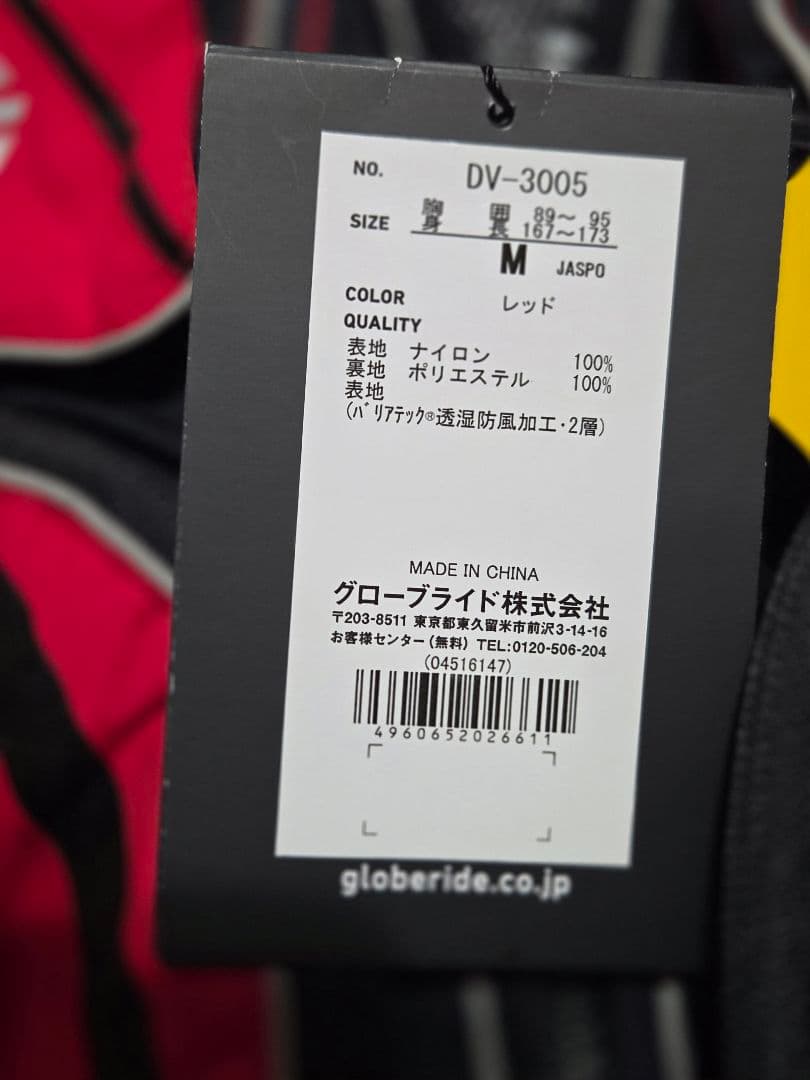 NO. DV-3005
SIZE 胸囲 89～95
身長 167～173
M JASPO
COLOR レッド
QUALITY
表地 ナイロン 100%
裏地 ポリエステル 100%
表地
(ﾊﾞﾘｱﾃｯｸ®透湿防風加工・2層)
MADE IN CHINA
グローブライド株式会社
〒203-8511 東京都東久留米市前沢3-14-16
お客様センター(無料) TEL:0120-506-204
(04516147)
4960652026611
globeride.co.jp